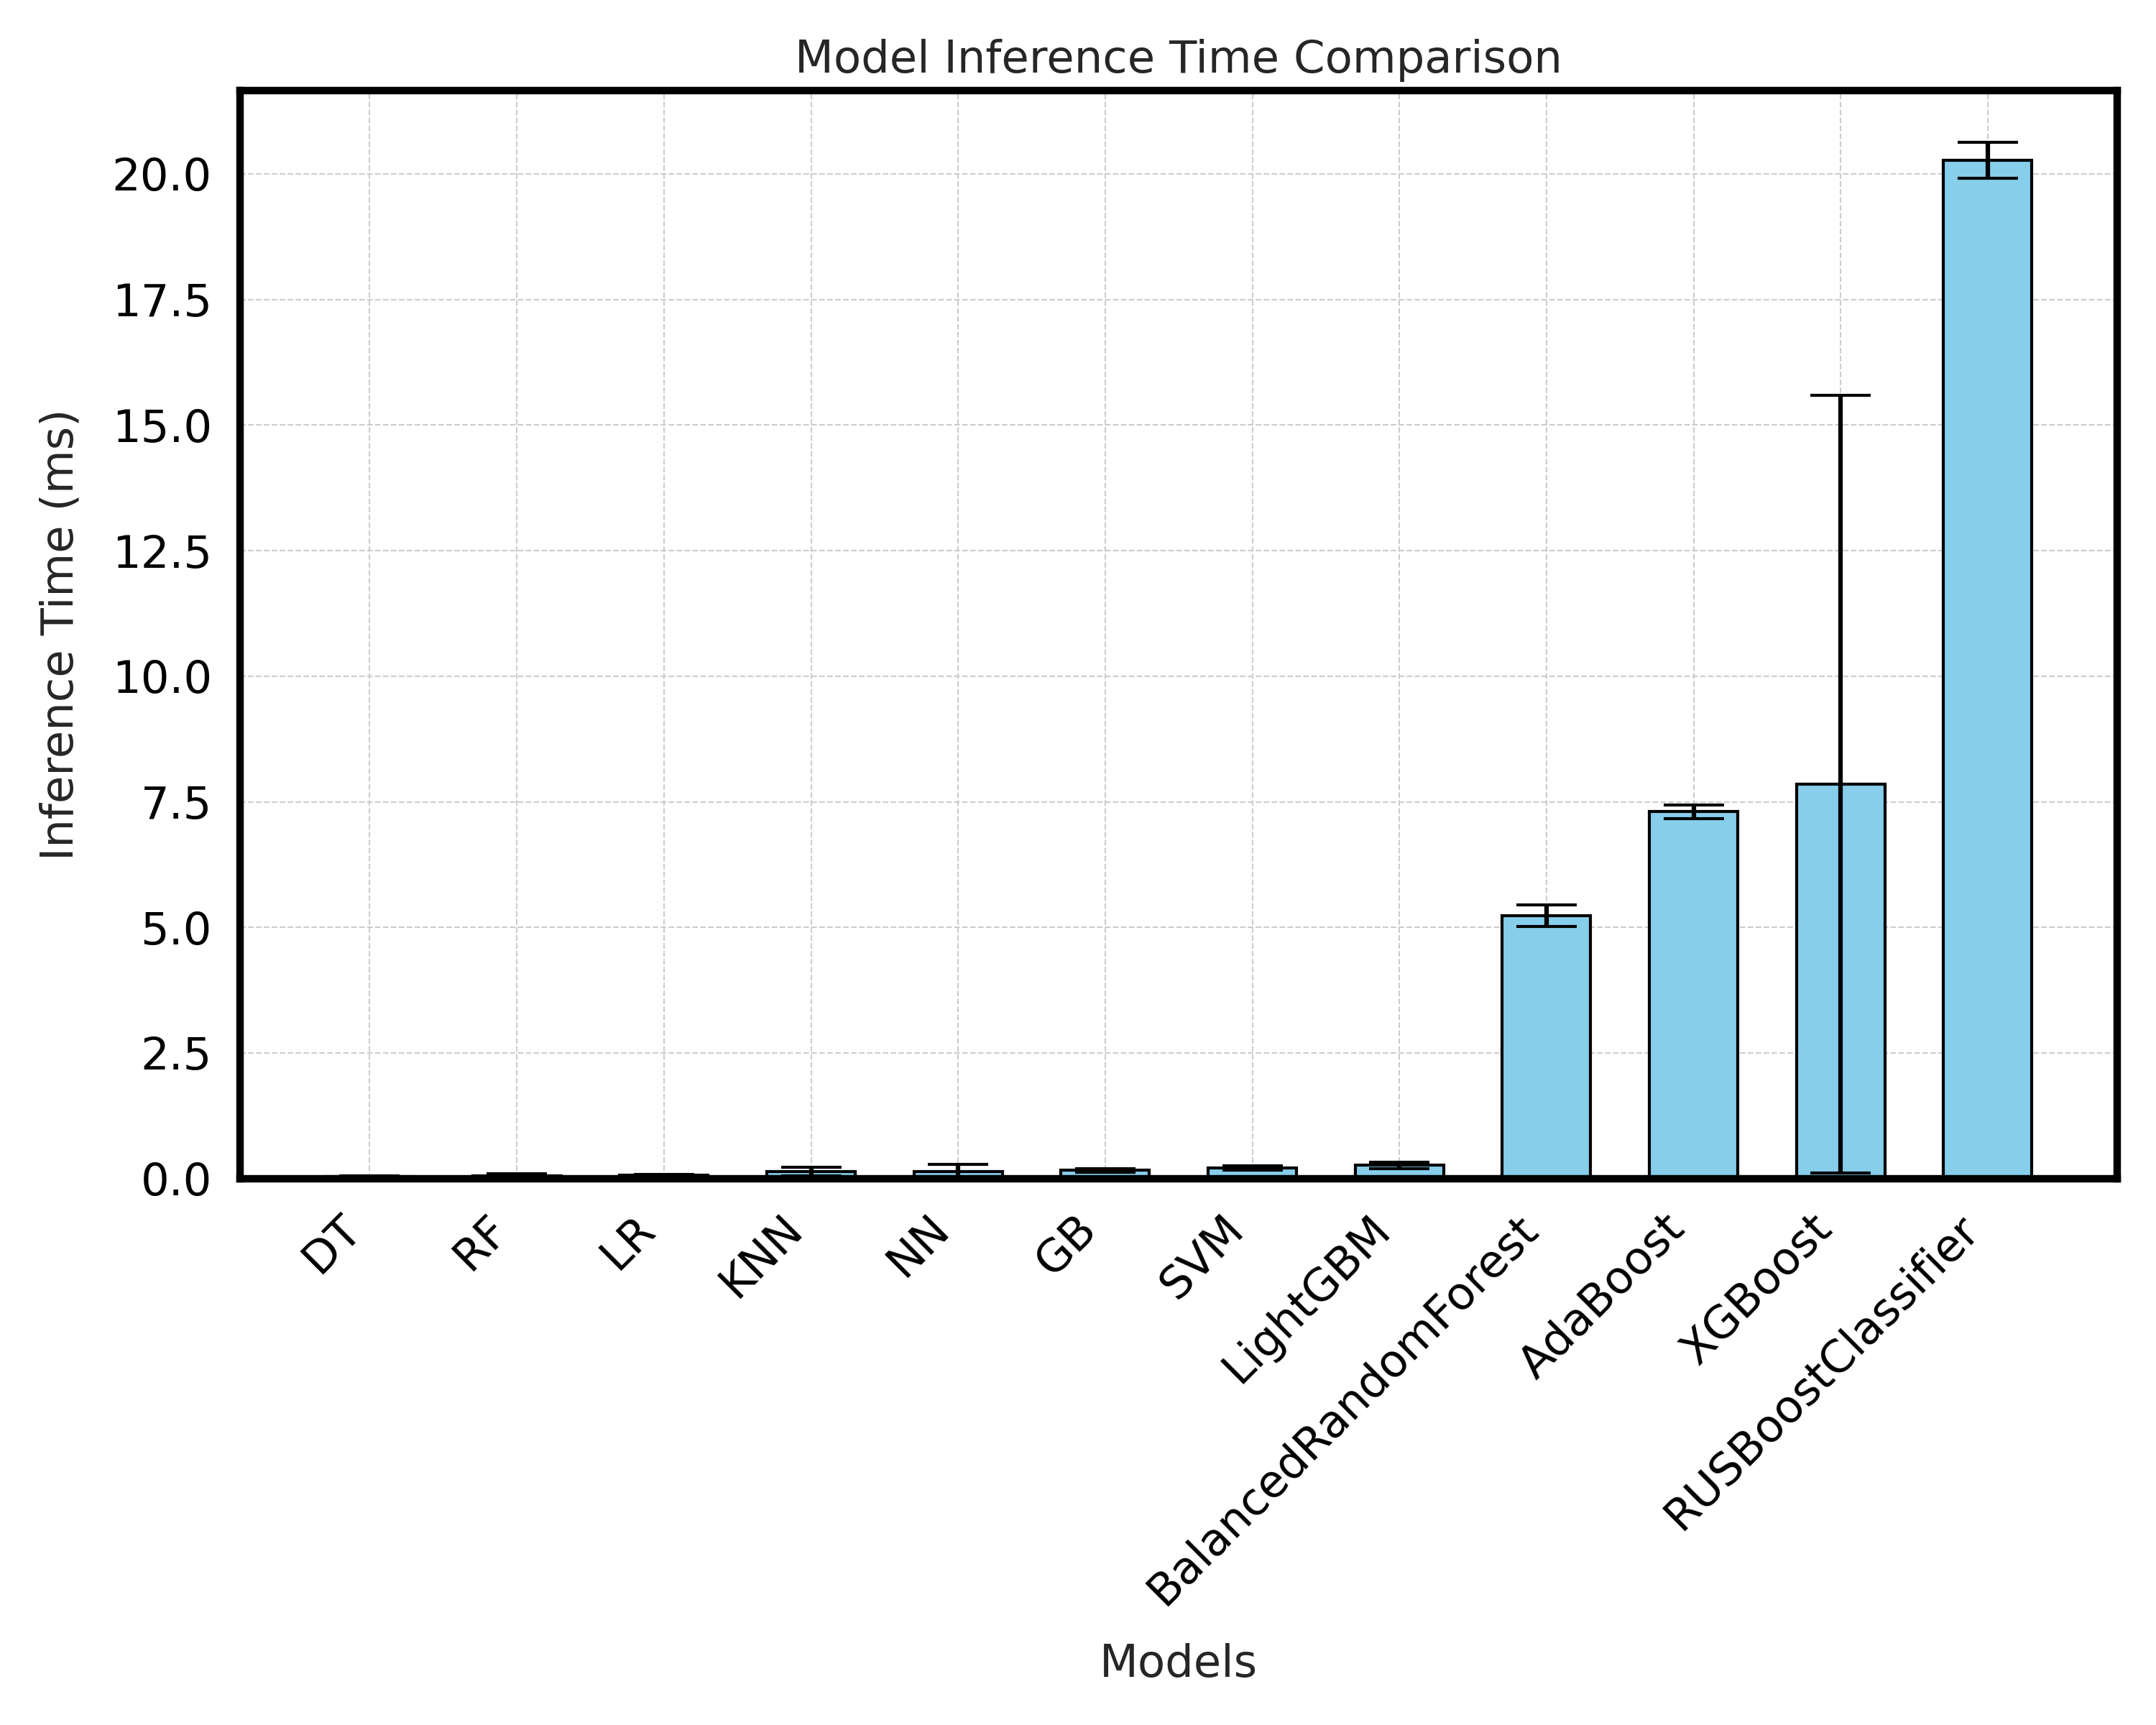 Model Inference Time Comparison
Inference Time (ms)
20.0
17.5
15.0
12.5
10.0
7.5
5.0
2.5
0.0
DT
RF
LR
KNN
NN
GB
SVM
LightGBM
BalancedRandomForest
AdaBoost
XGBoost
RUSBoostClassifier
Models